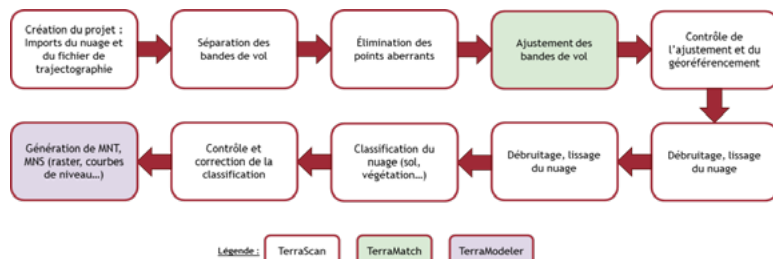 Création du projet :
Imports du nuage et
du fichier de
trajectographie
Séparation des
bandes de vol
Élimination des
points aberrants
Ajustement des
bandes de vol
Contrôle de
l'ajustement et du
géoréférencement
Génération de MNT,
MNS (raster, courbes
de niveau...)
Contrôle et
correction de la
classification
Classification du
nuage (sol,
végétation...)
Débruitage, lissage
du nuage
Débruitage, lissage
du nuage
Légende : TerraScan TerraMatch TerraModeler